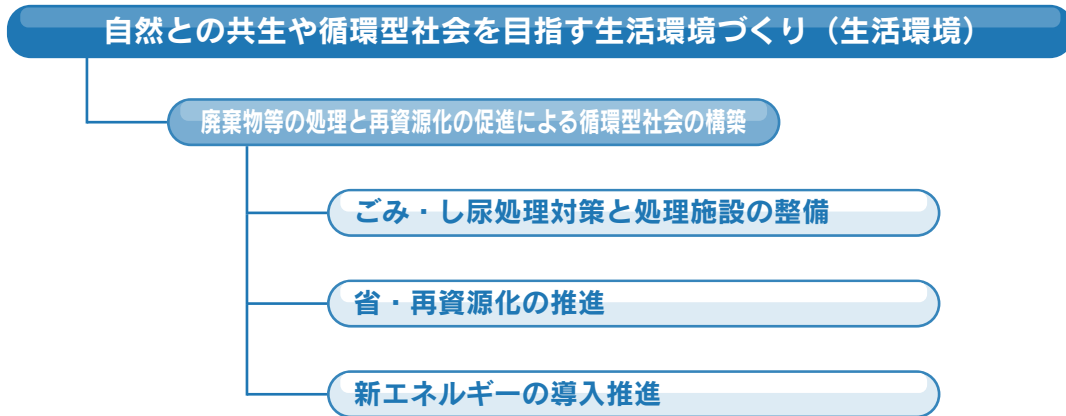 自然との共生や循環型社会を目指す生活環境づくり（生活環境）
廃棄物等の処理と再資源化の促進による循環型社会の構築
ごみ・し尿処理対策と処理施設の整備
省・再資源化の推進
新エネルギーの導入推進